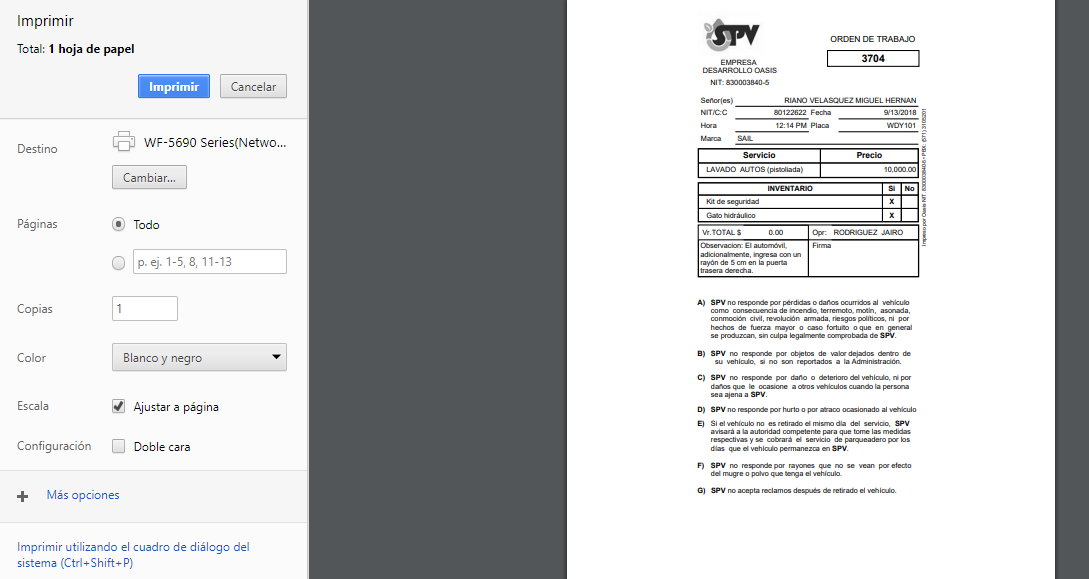 Imprimir
Total: 1 hoja de papel
Imprimir Cancelar
Destino WF-5690 Series(Netwo...
Cambiar...
Páginas Todo
p. ej. 1-5, 8, 11-13
Copias 1
Color Blanco y negro
Escala Ajustar a página
Configuración Doble cara
Más opciones
Imprimir utilizando el cuadro de diálogo del
sistema (Ctrl+Shift+P)
SPV
EMPRESA
DESARROLLO OASIS
NIT: 830003840-5
ORDEN DE TRABAJO
3704
Señor(es) RIANO VELASQUEZ MIGUEL HERNAN
NIT/C:C 80122622 Fecha 9/13/2018
Hora 12:14 PM Placa WDY101
Marca SAIL
Servicio Precio
LAVADO AUTOS (pistoliada) 10,000.00
INVENTARIO Si No
Kit de seguridad X
Gato hidráulico X
Vr.TOTAL $ 0.00 Opr: RODRIGUEZ JAIRO
Observacion: El automóvil,
adicionalmente, ingresa con un
rayón de 5 cm en la puerta
trasera derecha.
Firma
Impreso por Oasis NIT.
A) SPV no responde por pérdidas o daños ocurridos al vehículo
como consecuencia de incendio, terremoto, motín, asonada,
conmoción civil, revolución armada, riesgos políticos, ni por
hechos de fuerza mayor o caso fortuito o que en general
se produzcan, sin culpa legalmente comprobada de SPV.
B) SPV no responde por objetos de valor dejados dentro de
su vehículo, si no son reportados a la Administración.
C) SPV no responde por daño o deterioro del vehículo, ni por
daños que le ocasione a otros vehículos cuando la persona
sea ajena a SPV.
D) SPV no responde por hurto o por atraco ocasionado al vehículo
E) Si el vehículo no es retirado el mismo día del servicio, SPV
avisará a la autoridad competente para que tome las medidas
respectivas y se cobrará el servicio de parqueadero por los
días que el vehículo permanezca en SPV.
F) SPV no responde por rayones que no se vean por efecto
del mugre o polvo que tenga el vehículo.
G) SPV no acepta reclamos después de retirado el vehículo.